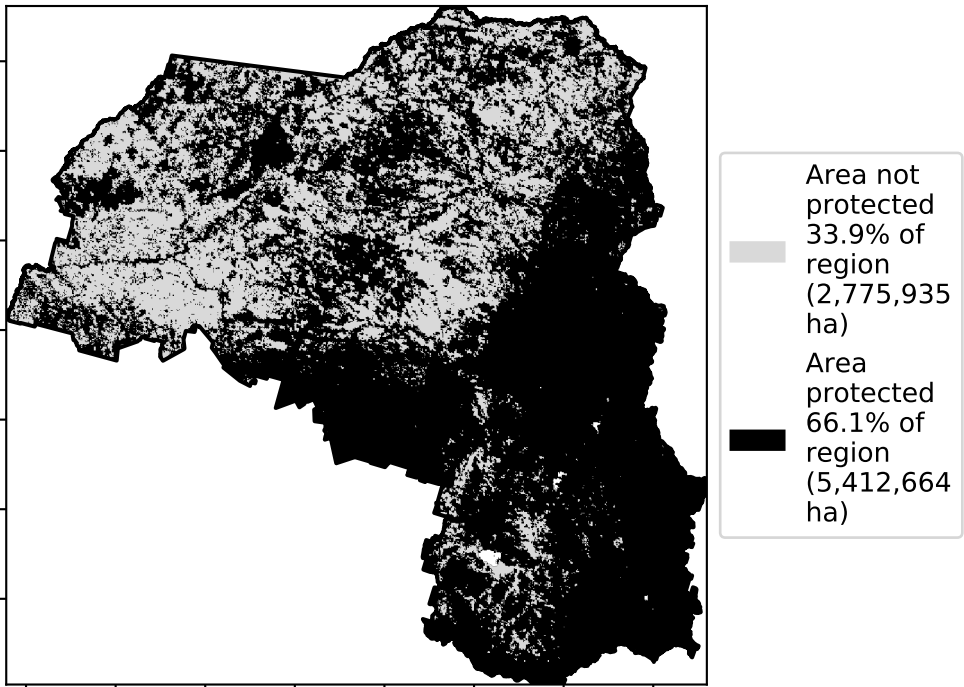 Area not
protected
33.9% of
region
(2,775,935
ha)
Area
protected
66.1% of
region
(5,412,664
ha)